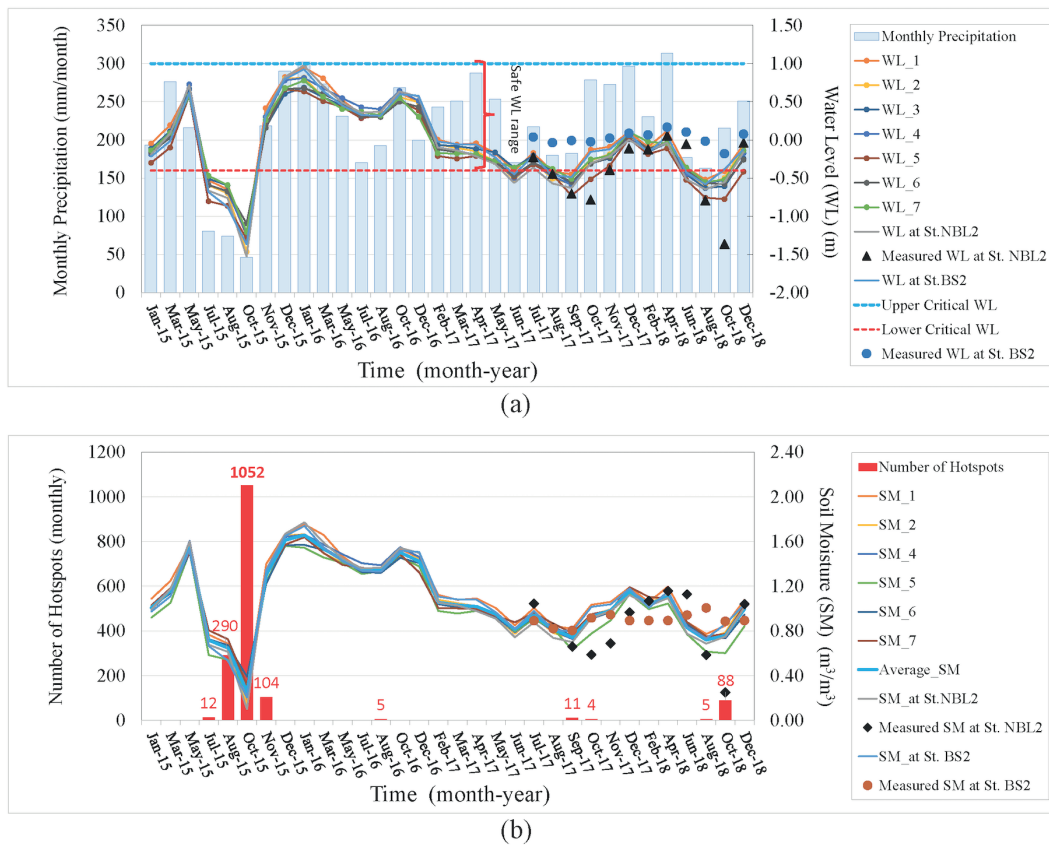 350
300
250
200
150
100
50
0
Monthly Precipitation (mm/month)
1.50
1.00
0.50
0.00
-0.50
-1.00
-1.50
-2.00
Water Level (WL) (m)
Safe WL range
Jan-15
Mar-15
May-15
Jul-15
Aug-15
Oct-15
Nov-15
Dec-15
Jan-16
Mar-16
May-16
Jul-16
Aug-16
Oct-16
Dec-16
Feb-17
Mar-17
Apr-17
May-17
Jun-17
Jul-17
Aug-17
Sep-17
Oct-17
Nov-17
Dec-17
Feb-18
Apr-18
Jun-18
Aug-18
Oct-18
Dec-18
Time (month-year)
Monthly Precipitation
WL_1
WL_2
WL_3
WL_4
WL_5
WL_6
WL_7
WL at St.NBL2
Measured WL at St. NBL2
WL at St.BS2
Upper Critical WL
Lower Critical WL
Measured WL at St. BS2
(a)
1200
1000
800
600
400
200
0
Number of Hotspots (monthly)
2.40
2.00
1.60
1.20
0.80
0.40
0.00
Soil Moisture (SM) (m³/m³)
12
290
1052
104
5
11
4
5
88
Jan-15
Mar-15
May-15
Jul-15
Aug-15
Oct-15
Nov-15
Dec-15
Jan-16
Mar-16
May-16
Jul-16
Aug-16
Oct-16
Dec-16
Feb-17
Mar-17
Apr-17
May-17
Jun-17
Jul-17
Aug-17
Sep-17
Oct-17
Nov-17
Dec-17
Feb-18
Apr-18
Jun-18
Aug-18
Oct-18
Dec-18
Time (month-year)
Number of Hotspots
SM_1
SM_2
SM_4
SM_5
SM_6
SM_7
Average_SM
SM_at St.NBL2
Measured SM at St. NBL2
SM_at St. BS2
Measured SM at St. BS2
(b)